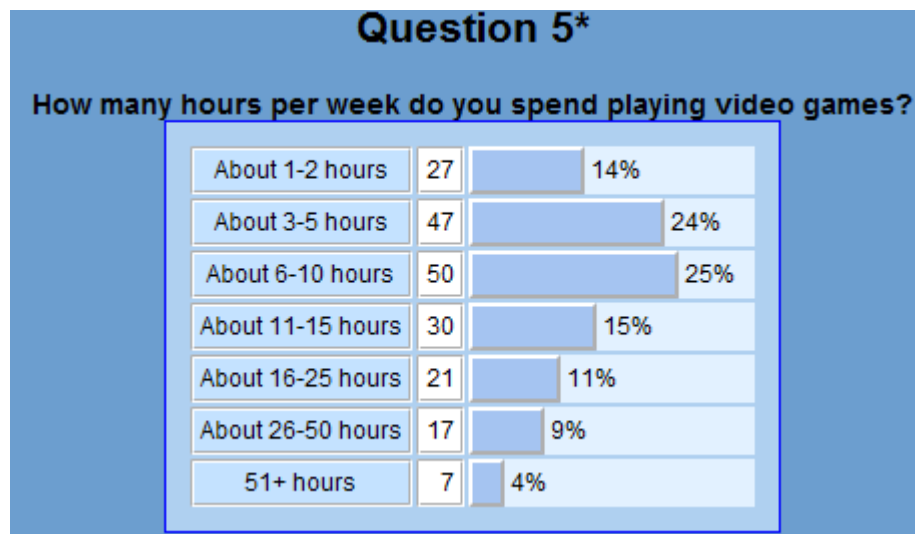 Question 5*
How many hours per week do you spend playing video games?
About 1-2 hours 27 14%
About 3-5 hours 47 24%
About 6-10 hours 50 25%
About 11-15 hours 30 15%
About 16-25 hours 21 11%
About 26-50 hours 17 9%
51+ hours 7 4%